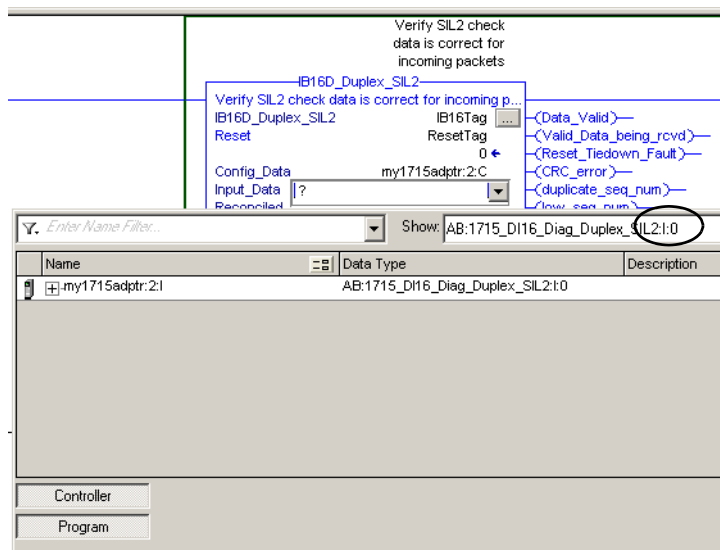 Verify SIL2 check
data is correct for
incoming packets
IB16D_Duplex_SIL2
Verify SIL2 check data is correct for incoming p...
IB16D_Duplex_SIL2 IB16Tag ... (Data_Valid)
Reset ResetTag (Valid_Data_being_rcvd)
0 (Reset_Tiedown_Fault)
Config_Data my1715adptr:2:C (CRC_error)
Input_Data ? (duplicate_seq_num)
Reconciled (low_seq_num)
Enter Name Filter... Show: AB:1715_DI16_Diag_Duplex_SIL2:I:0
Name Data Type Description
my1715adptr:2:I AB:1715_DI16_Diag_Duplex_SIL2:I:0
Controller
Program